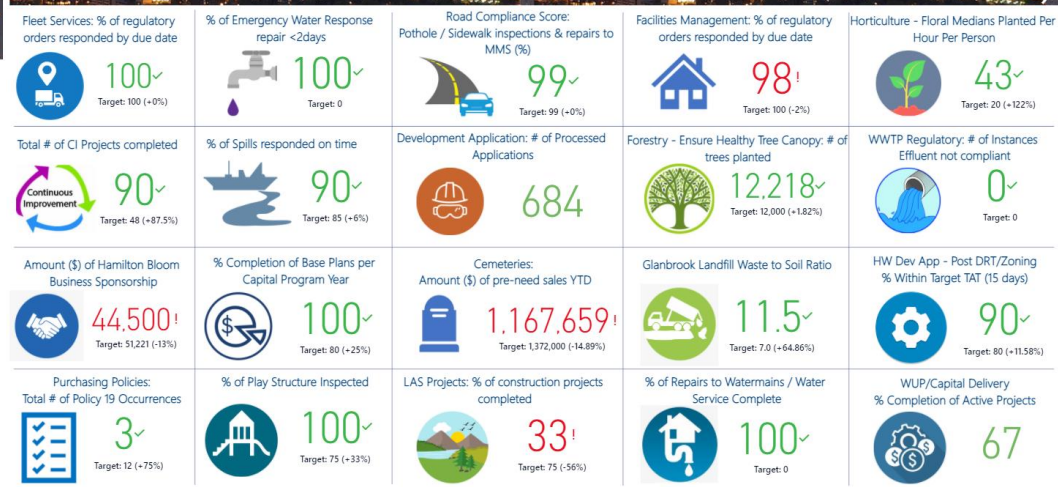 Fleet Services: % of regulatory
orders responded by due date
100✓
Target: 100 (+0%)
% of Emergency Water Response
repair <2days
100✓
Target: 0
Road Compliance Score:
Pothole / Sidewalk inspections & repairs to
MMS (%)
99✓
Target: 99 (+0%)
Facilities Management: % of regulatory
orders responded by due date
98!
Target: 100 (-2%)
Horticulture - Floral Medians Planted Per
Hour Per Person
43✓
Target: 20 (+122%)
Total # of CI Projects completed
Continuous
Improvement
90✓
Target: 48 (+87.5%)
% of Spills responded on time
90✓
Target: 85 (+6%)
Development Application: # of Processed
Applications
684
Forestry - Ensure Healthy Tree Canopy: # of
trees planted
12,218✓
Target: 12,000 (+1.82%)
WWTP Regulatory: # of Instances
Effluent not compliant
0✓
Target: 0
Amount ($) of Hamilton Bloom
Business Sponsorship
44,500!
Target: 51,221 (-13%)
% Completion of Base Plans per
Capital Program Year
$
100✓
Target: 80 (+25%)
Cemeteries:
Amount ($) of pre-need sales YTD
1,167,659!
Target: 1,372,000 (-14.89%)
Glanbrook Landfill Waste to Soil Ratio
11.5✓
Target: 7.0 (+64.86%)
HW Dev App - Post DRT/Zoning
% Within Target TAT (15 days)
90✓
Target: 80 (+11.58%)
Purchasing Policies:
Total # of Policy 19 Occurrences
3✓
Target: 12 (+75%)
% of Play Structure Inspected
100✓
Target: 75 (+33%)
LAS Projects: % of construction projects
completed
33!
Target: 75 (-56%)
% of Repairs to Watermains / Water
Service Complete
100✓
Target: 0
WUP/Capital Delivery
% Completion of Active Projects
$ $ $
67